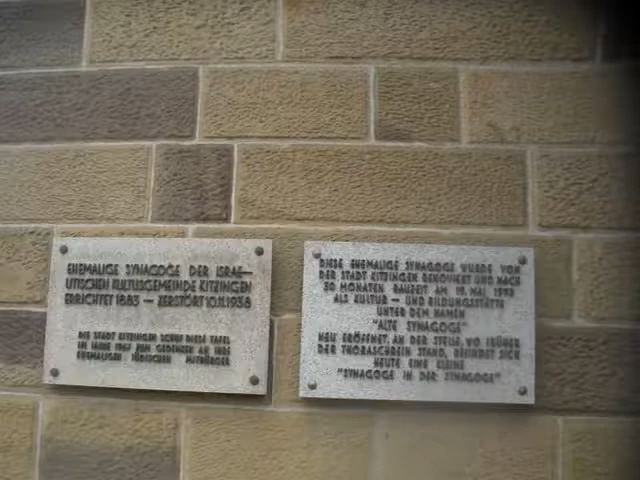 EHEMALIGE SYNAGOGE DER ISRAE—
LITISCHEN KULTUSGEMEINDE KITZINGEN
ERRICHTET 1883 — ZERSTÖRT 10.11.1938
DIE STADT KITZINGEN SCHUF DIESE TAFEL
IM JAHRE 1967 ZUM GEDENKEN AN IHRE
EHEMALIGEN JÜDISCHEN MITBÜRGER
DIESE EHEMALIGE SYNAGOGE WURDE VON
DER STADT KITZINGEN RENOVIERT UND NACH
30 MONATEN BAUZEIT AM 19. MAI 1993
ALS KULTUR — UND BILDUNGSSTÄTTE
UNTER DEM NAMEN
"ALTE SYNAGOGE"
NEU ERÖFFNET. AN DER STELLE, WO FRÜHER
DER THORASCHREIN STAND, BEFINDET SICH
HEUTE EINE KLEINE
"SYNAGOGE IN DER SYNAGOGE"